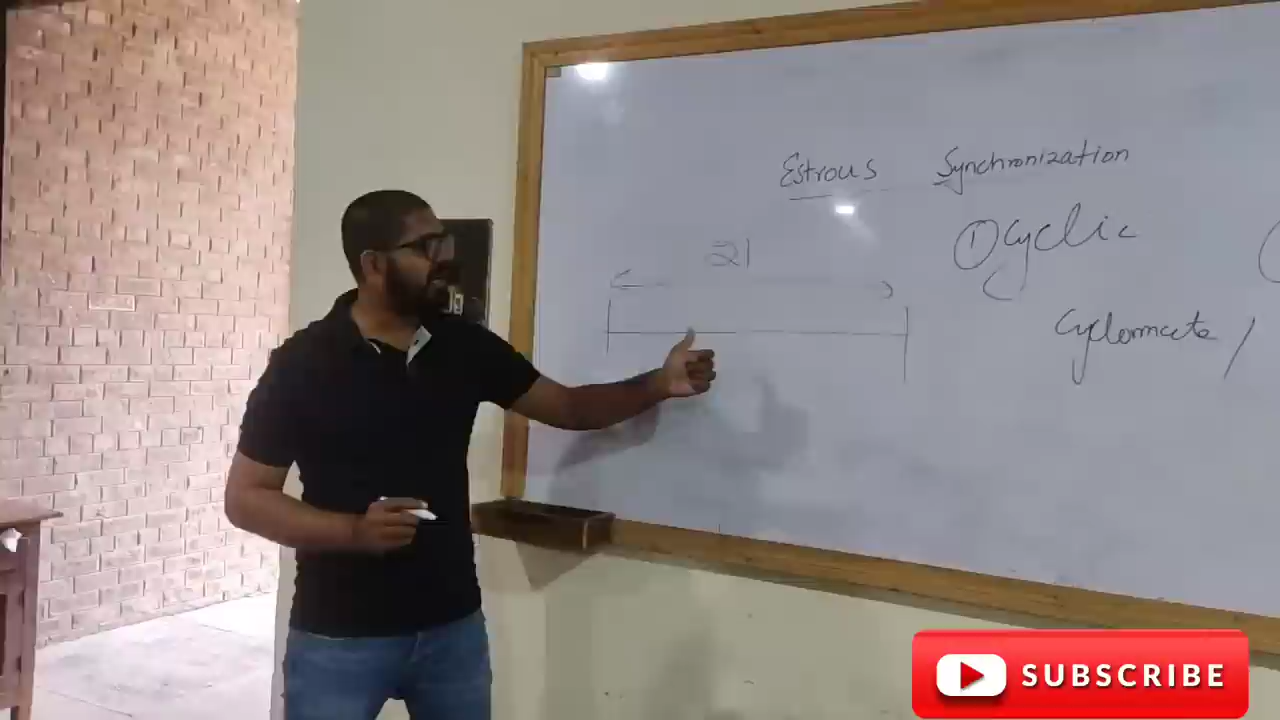 Estrous Synchronization
21
① Cyclic
Cyclomate /
SUBSCRIBE